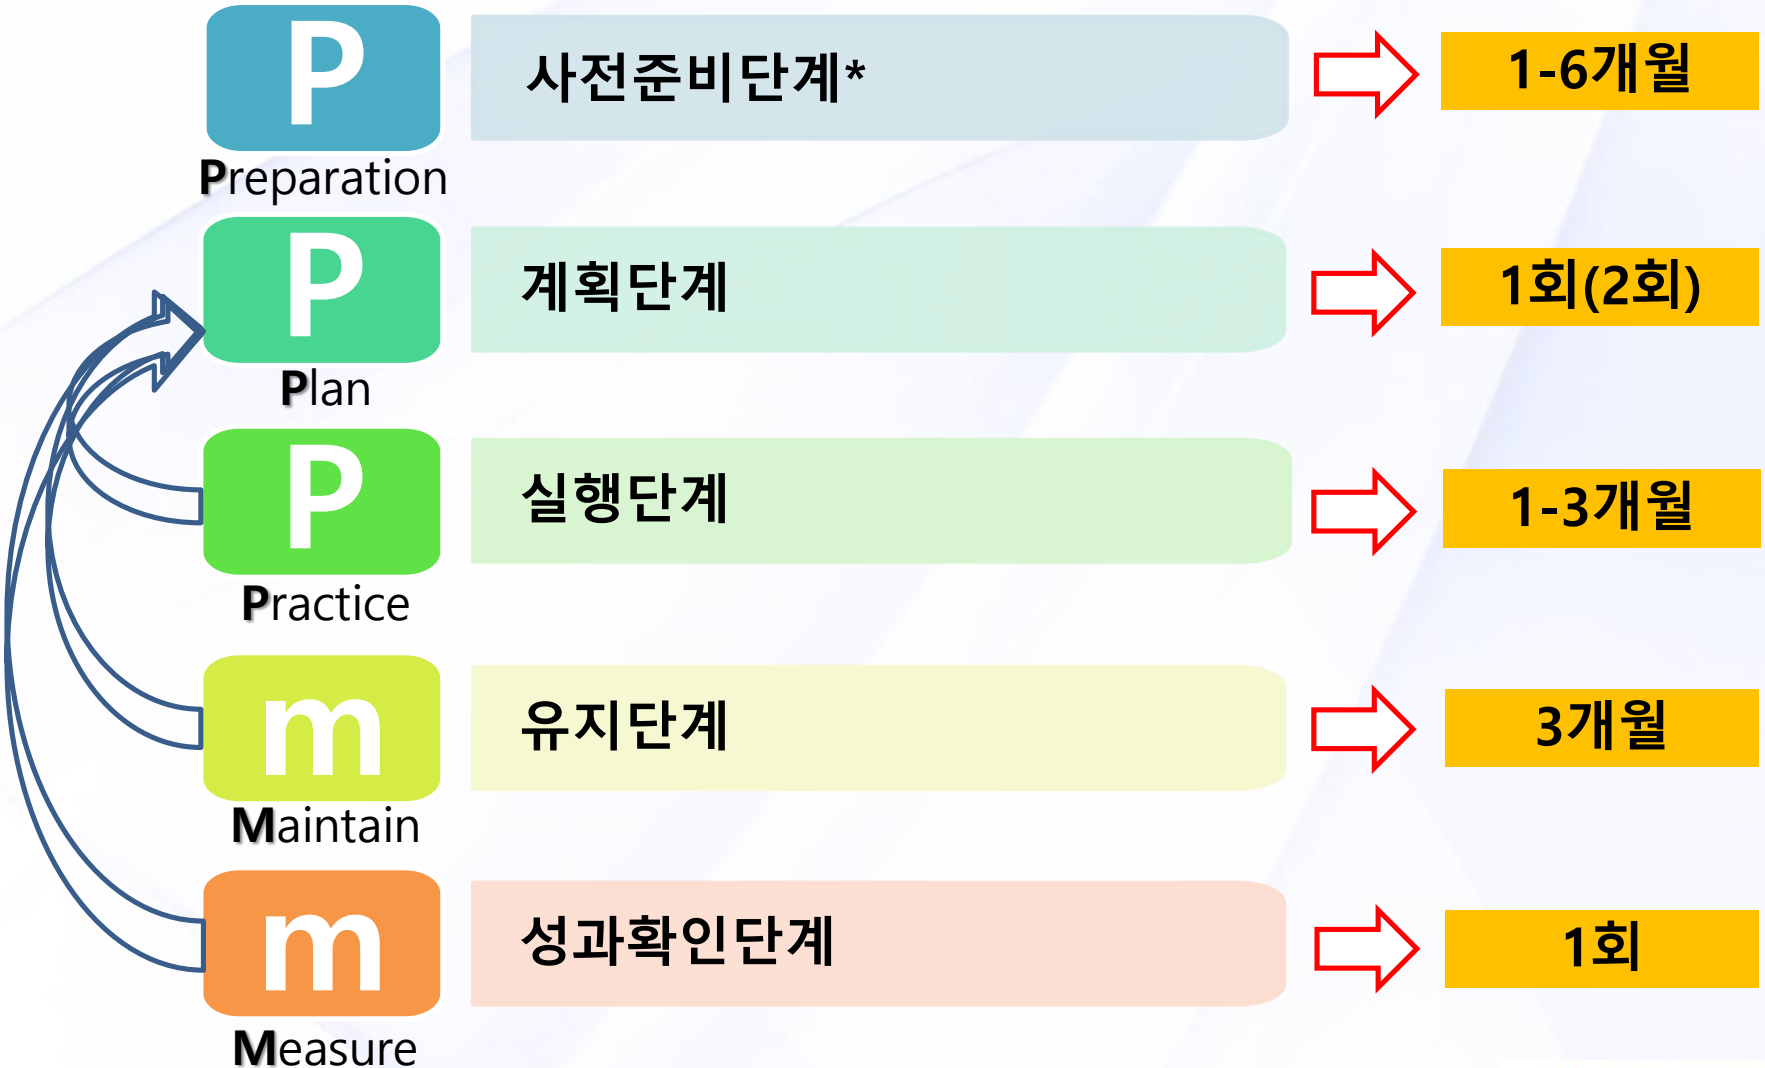 P
사전준비단계*
1-6개월
Preparation
P
계획단계
1회(2회)
Plan
P
실행단계
1-3개월
Practice
m
유지단계
3개월
Maintain
m
성과확인단계
1회
Measure